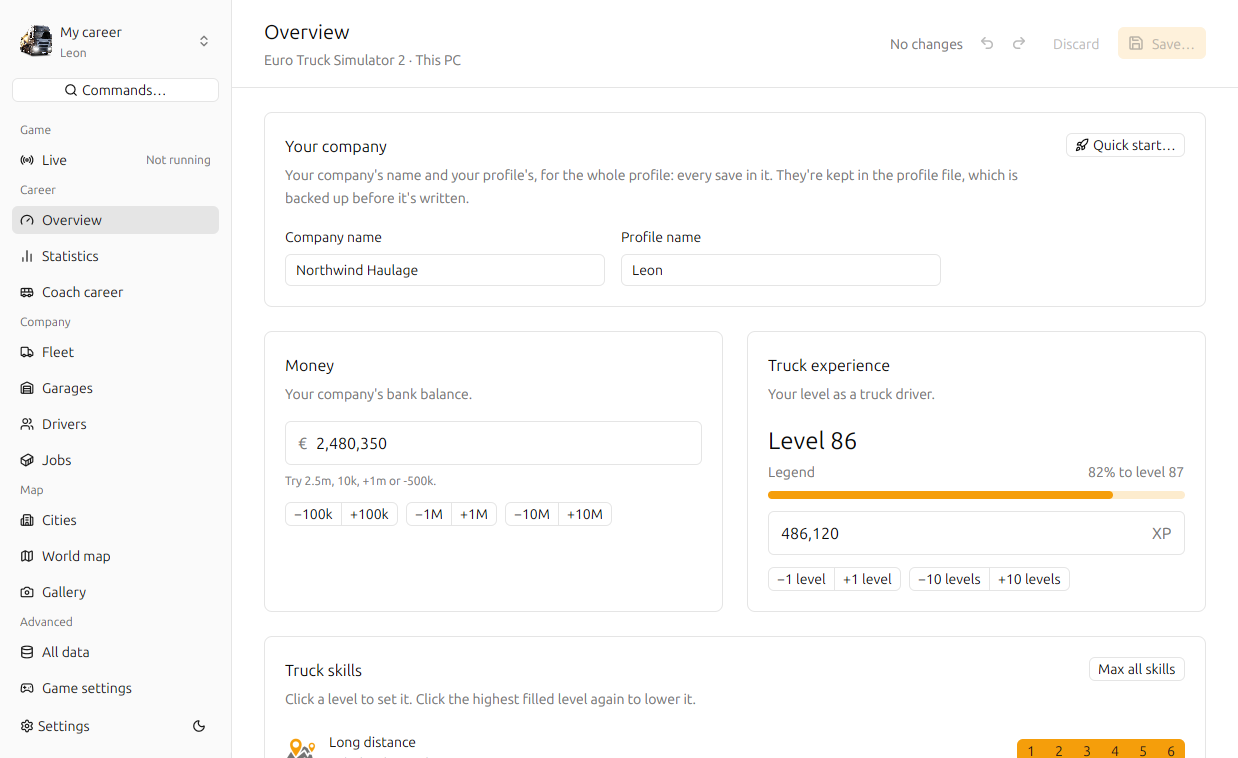 My career
Leon
Commands…
Game
Live
Not running
Career
Overview
Statistics
Coach career
Company
Fleet
Garages
Drivers
Jobs
Map
Cities
World map
Gallery
Advanced
All data
Game settings
Settings
Overview
Euro Truck Simulator 2 · This PC
No changes
Discard
Save…
Your company
Quick start…
Your company's name and your profile's, for the whole profile: every save in it. They're kept in the profile file, which is
backed up before it's written.
Company name
Profile name
Northwind Haulage
Leon
Money
Your company's bank balance.
€ 2,480,350
Try 2.5m, 10k, +1m or -500k.
−100k +100k −1M +1M −10M +10M
Truck experience
Your level as a truck driver.
Level 86
Legend
82% to level 87
486,120 XP
−1 level +1 level −10 levels +10 levels
Truck skills
Max all skills
Click a level to set it. Click the highest filled level again to lower it.
Long distance
1 2 3 4 5 6